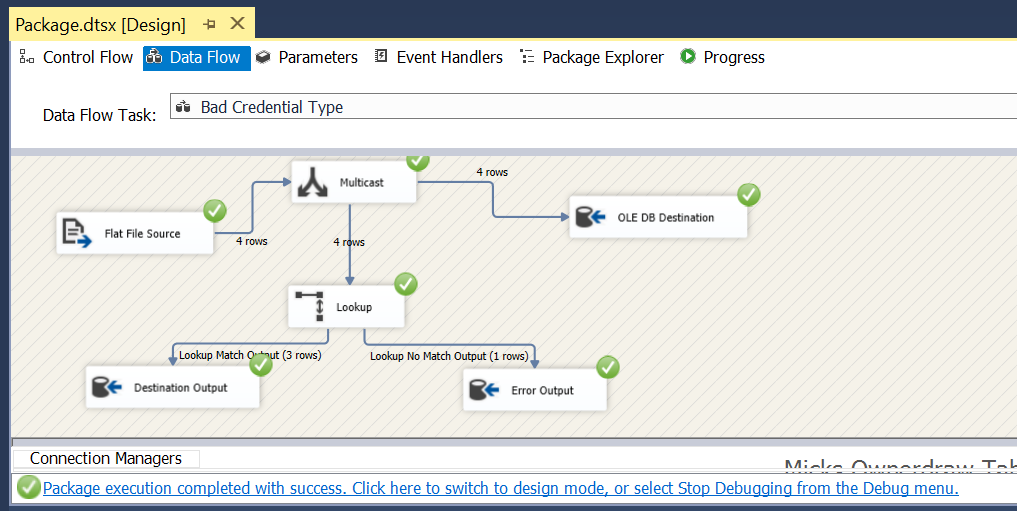 Package.dtsx [Design]
Control Flow Data Flow Parameters Event Handlers Package Explorer Progress
Data Flow Task: Bad Credential Type
Multicast
4 rows
OLE DB Destination
Flat File Source
4 rows
4 rows
Lookup
Lookup Match Output (3 rows)
Lookup No Match Output (1 rows)
Destination Output
Error Output
Connection Managers
Micks Ownerdraw Tab
Package execution completed with success. Click here to switch to design mode, or select Stop Debugging from the Debug menu.